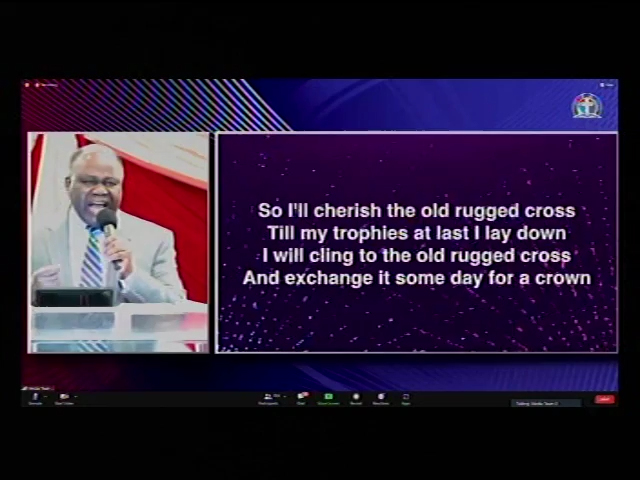 So I'll cherish the old rugged cross
Till my trophies at last I lay down
I will cling to the old rugged cross
And exchange it some day for a crown